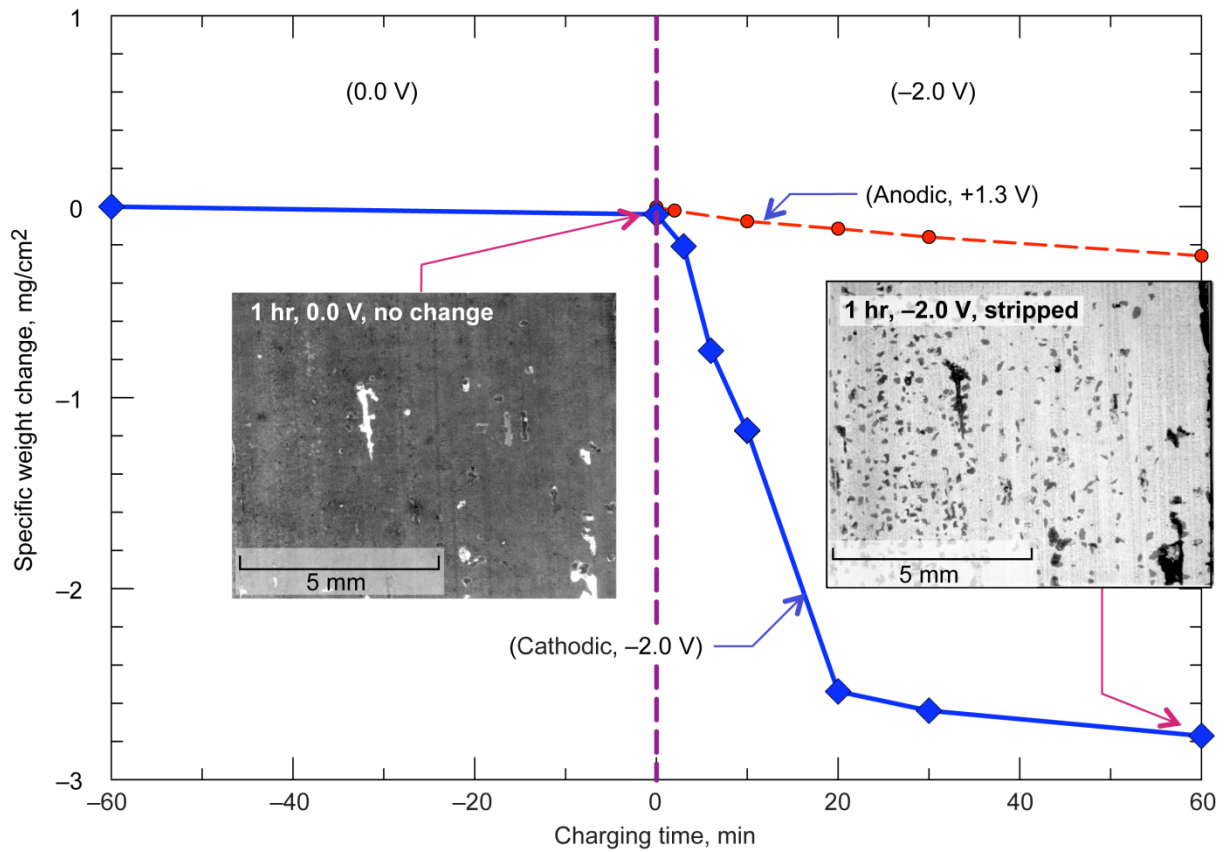 1
0
–1
–2
–3
Specific weight change, mg/cm²
(0.0 V)
(–2.0 V)
(Anodic, +1.3 V)
1 hr, 0.0 V, no change
5 mm
1 hr, –2.0 V, stripped
5 mm
(Cathodic, –2.0 V)
–60
–40
–20
0
20
40
60
Charging time, min